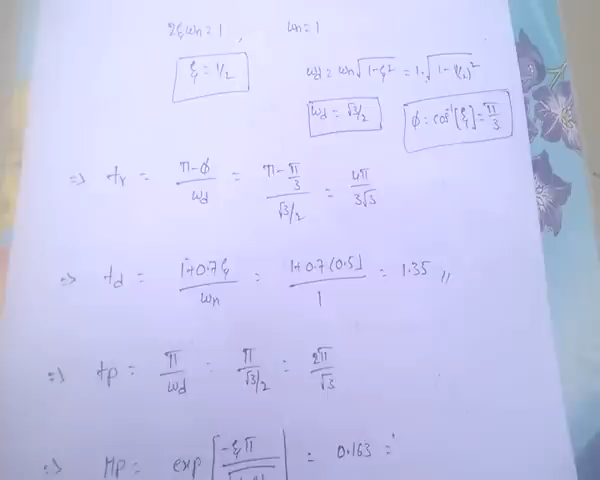 2ξωn = 1 , ωn = 1
ξ = 1/2
ωd = ωn√1-ξ² = 1.√1-(1/2)²
ωd = √3/2
φ = cos⁻¹[ξ] = π/3
=> tr = π-φ/ωd = π-π/3/√3/2 = 4π/3√3
=> td = 1+0.7ξ/ωn = 1+0.7(0.5)/1 = 1.35 //
=> tp = π/ωd = π/√3/2 = 2π/√3
=> Mp = exp[-ξπ/ = 0.163 =